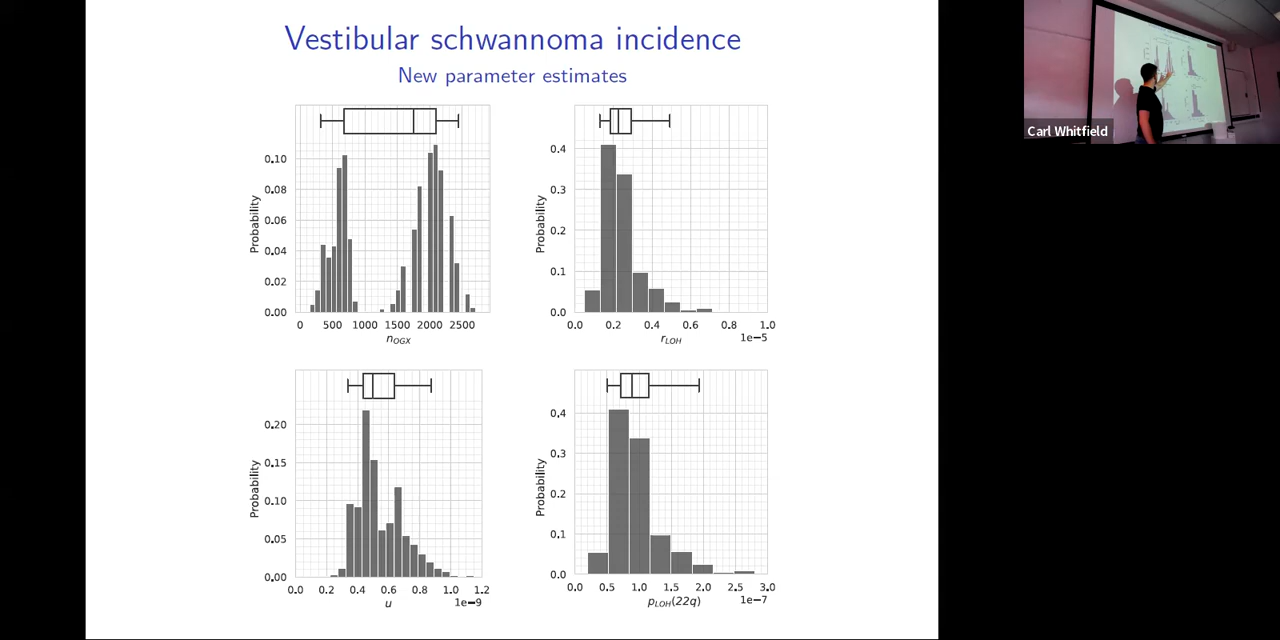 Vestibular schwannoma incidence
New parameter estimates
Carl Whitfield
Probability
0.10
0.08
0.06
0.04
0.02
0.00
0 500 1000 1500 2000 2500
n_OGX
Probability
0.4
0.3
0.2
0.1
0.0
0.0 0.2 0.4 0.6 0.8 1.0
1e−5
r_LOH
Probability
0.20
0.15
0.10
0.05
0.00
0.0 0.2 0.4 0.6 0.8 1.0 1.2
1e−9
u
Probability
0.4
0.3
0.2
0.1
0.0
0.0 0.5 1.0 1.5 2.0 2.5 3.0
1e−7
p_LOH(22q)